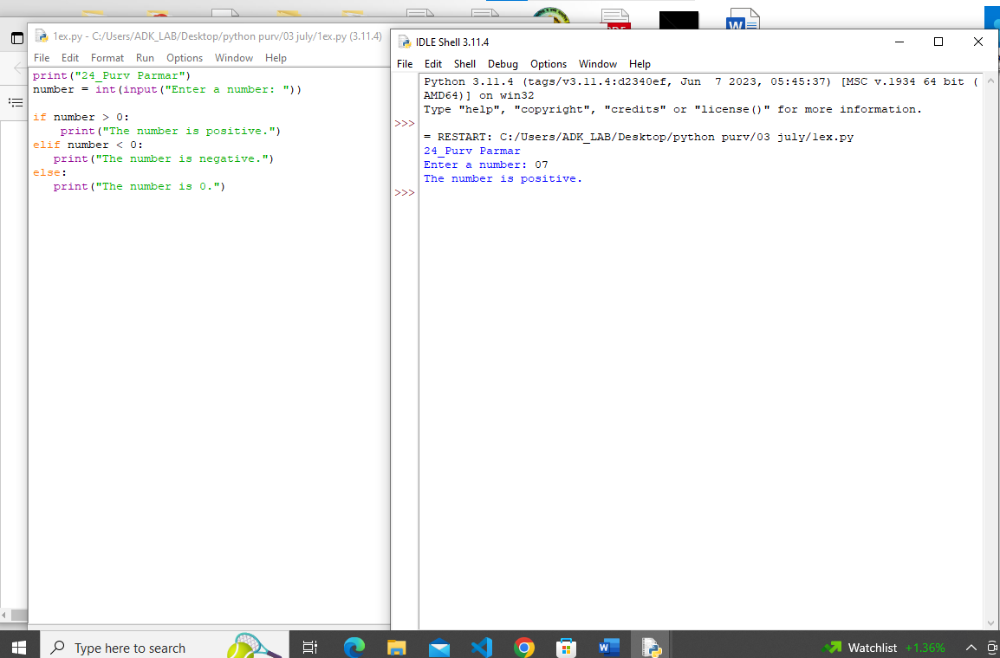 1ex.py - C:/Users/ADK_LAB/Desktop/python purv/03 july/1ex.py (3.11.4)
File Edit Format Run Options Window Help
print("24_Purv Parmar")
number = int(input("Enter a number: "))
if number > 0:
print("The number is positive.")
elif number < 0:
print("The number is negative.")
else:
print("The number is 0.")
IDLE Shell 3.11.4
File Edit Shell Debug Options Window Help
Python 3.11.4 (tags/v3.11.4:d2340ef, Jun 7 2023, 05:45:37) [MSC v.1934 64 bit (
AMD64)] on win32
Type "help", "copyright", "credits" or "license()" for more information.
>>>
= RESTART: C:/Users/ADK_LAB/Desktop/python purv/03 july/1ex.py
24_Purv Parmar
Enter a number: 07
The number is positive.
>>>
Type here to search
Watchlist +1.36%